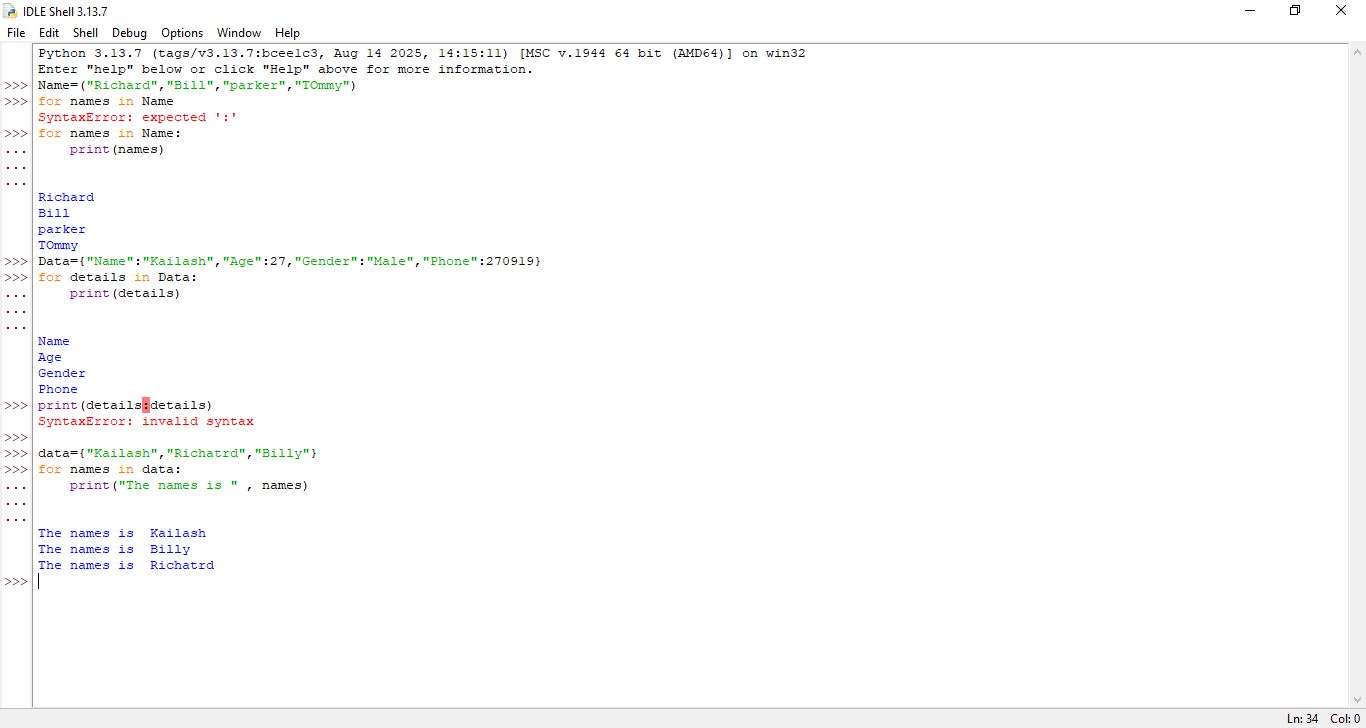 IDLE Shell 3.13.7
File Edit Shell Debug Options Window Help
Python 3.13.7 (tags/v3.13.7:bcee1c3, Aug 14 2025, 14:15:11) [MSC v.1944 64 bit (AMD64)] on win32
Enter "help" below or click "Help" above for more information.
>>> Name=("Richard","Bill","parker","TOmmy")
>>> for names in Name
SyntaxError: expected ':'
>>> for names in Name:
...     print(names)
...
...
Richard
Bill
parker
TOmmy
>>> Data={"Name":"Kailash","Age":27,"Gender":"Male","Phone":270919}
>>> for details in Data:
...     print(details)
...
...
Name
Age
Gender
Phone
>>> print(details:details)
SyntaxError: invalid syntax
>>>
>>> data={"Kailash","Richatrd","Billy"}
>>> for names in data:
...     print("The names is " , names)
...
...
The names is  Kailash
The names is  Billy
The names is  Richatrd
>>>
Ln: 34 Col: 0